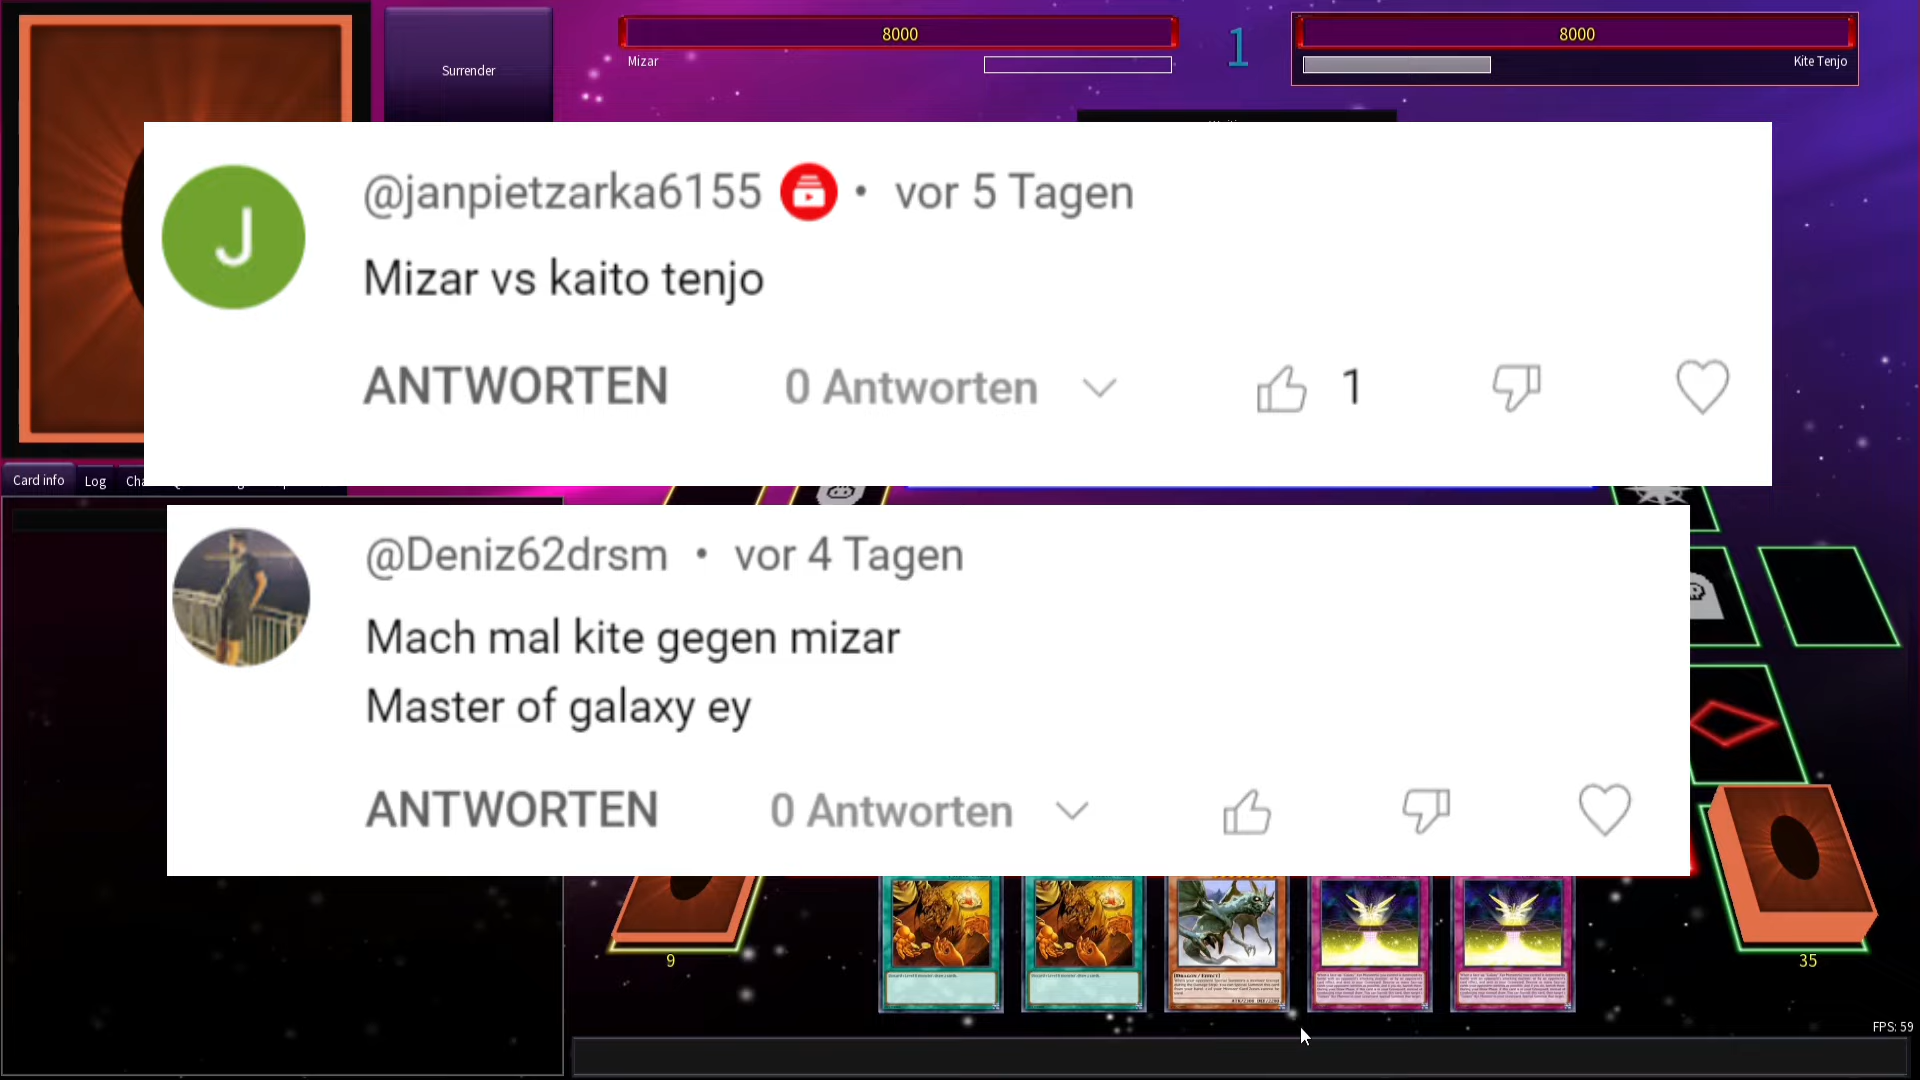 Surrender
8000
Mizar
1
8000
Kite Tenjo
@janpietzarka6155 • vor 5 Tagen
Mizar vs kaito tenjo
ANTWORTEN 0 Antworten 1
J
Card info Log
@Deniz62drsm • vor 4 Tagen
Mach mal kite gegen mizar
Master of galaxy ey
ANTWORTEN 0 Antworten
9
35
FPS: 59